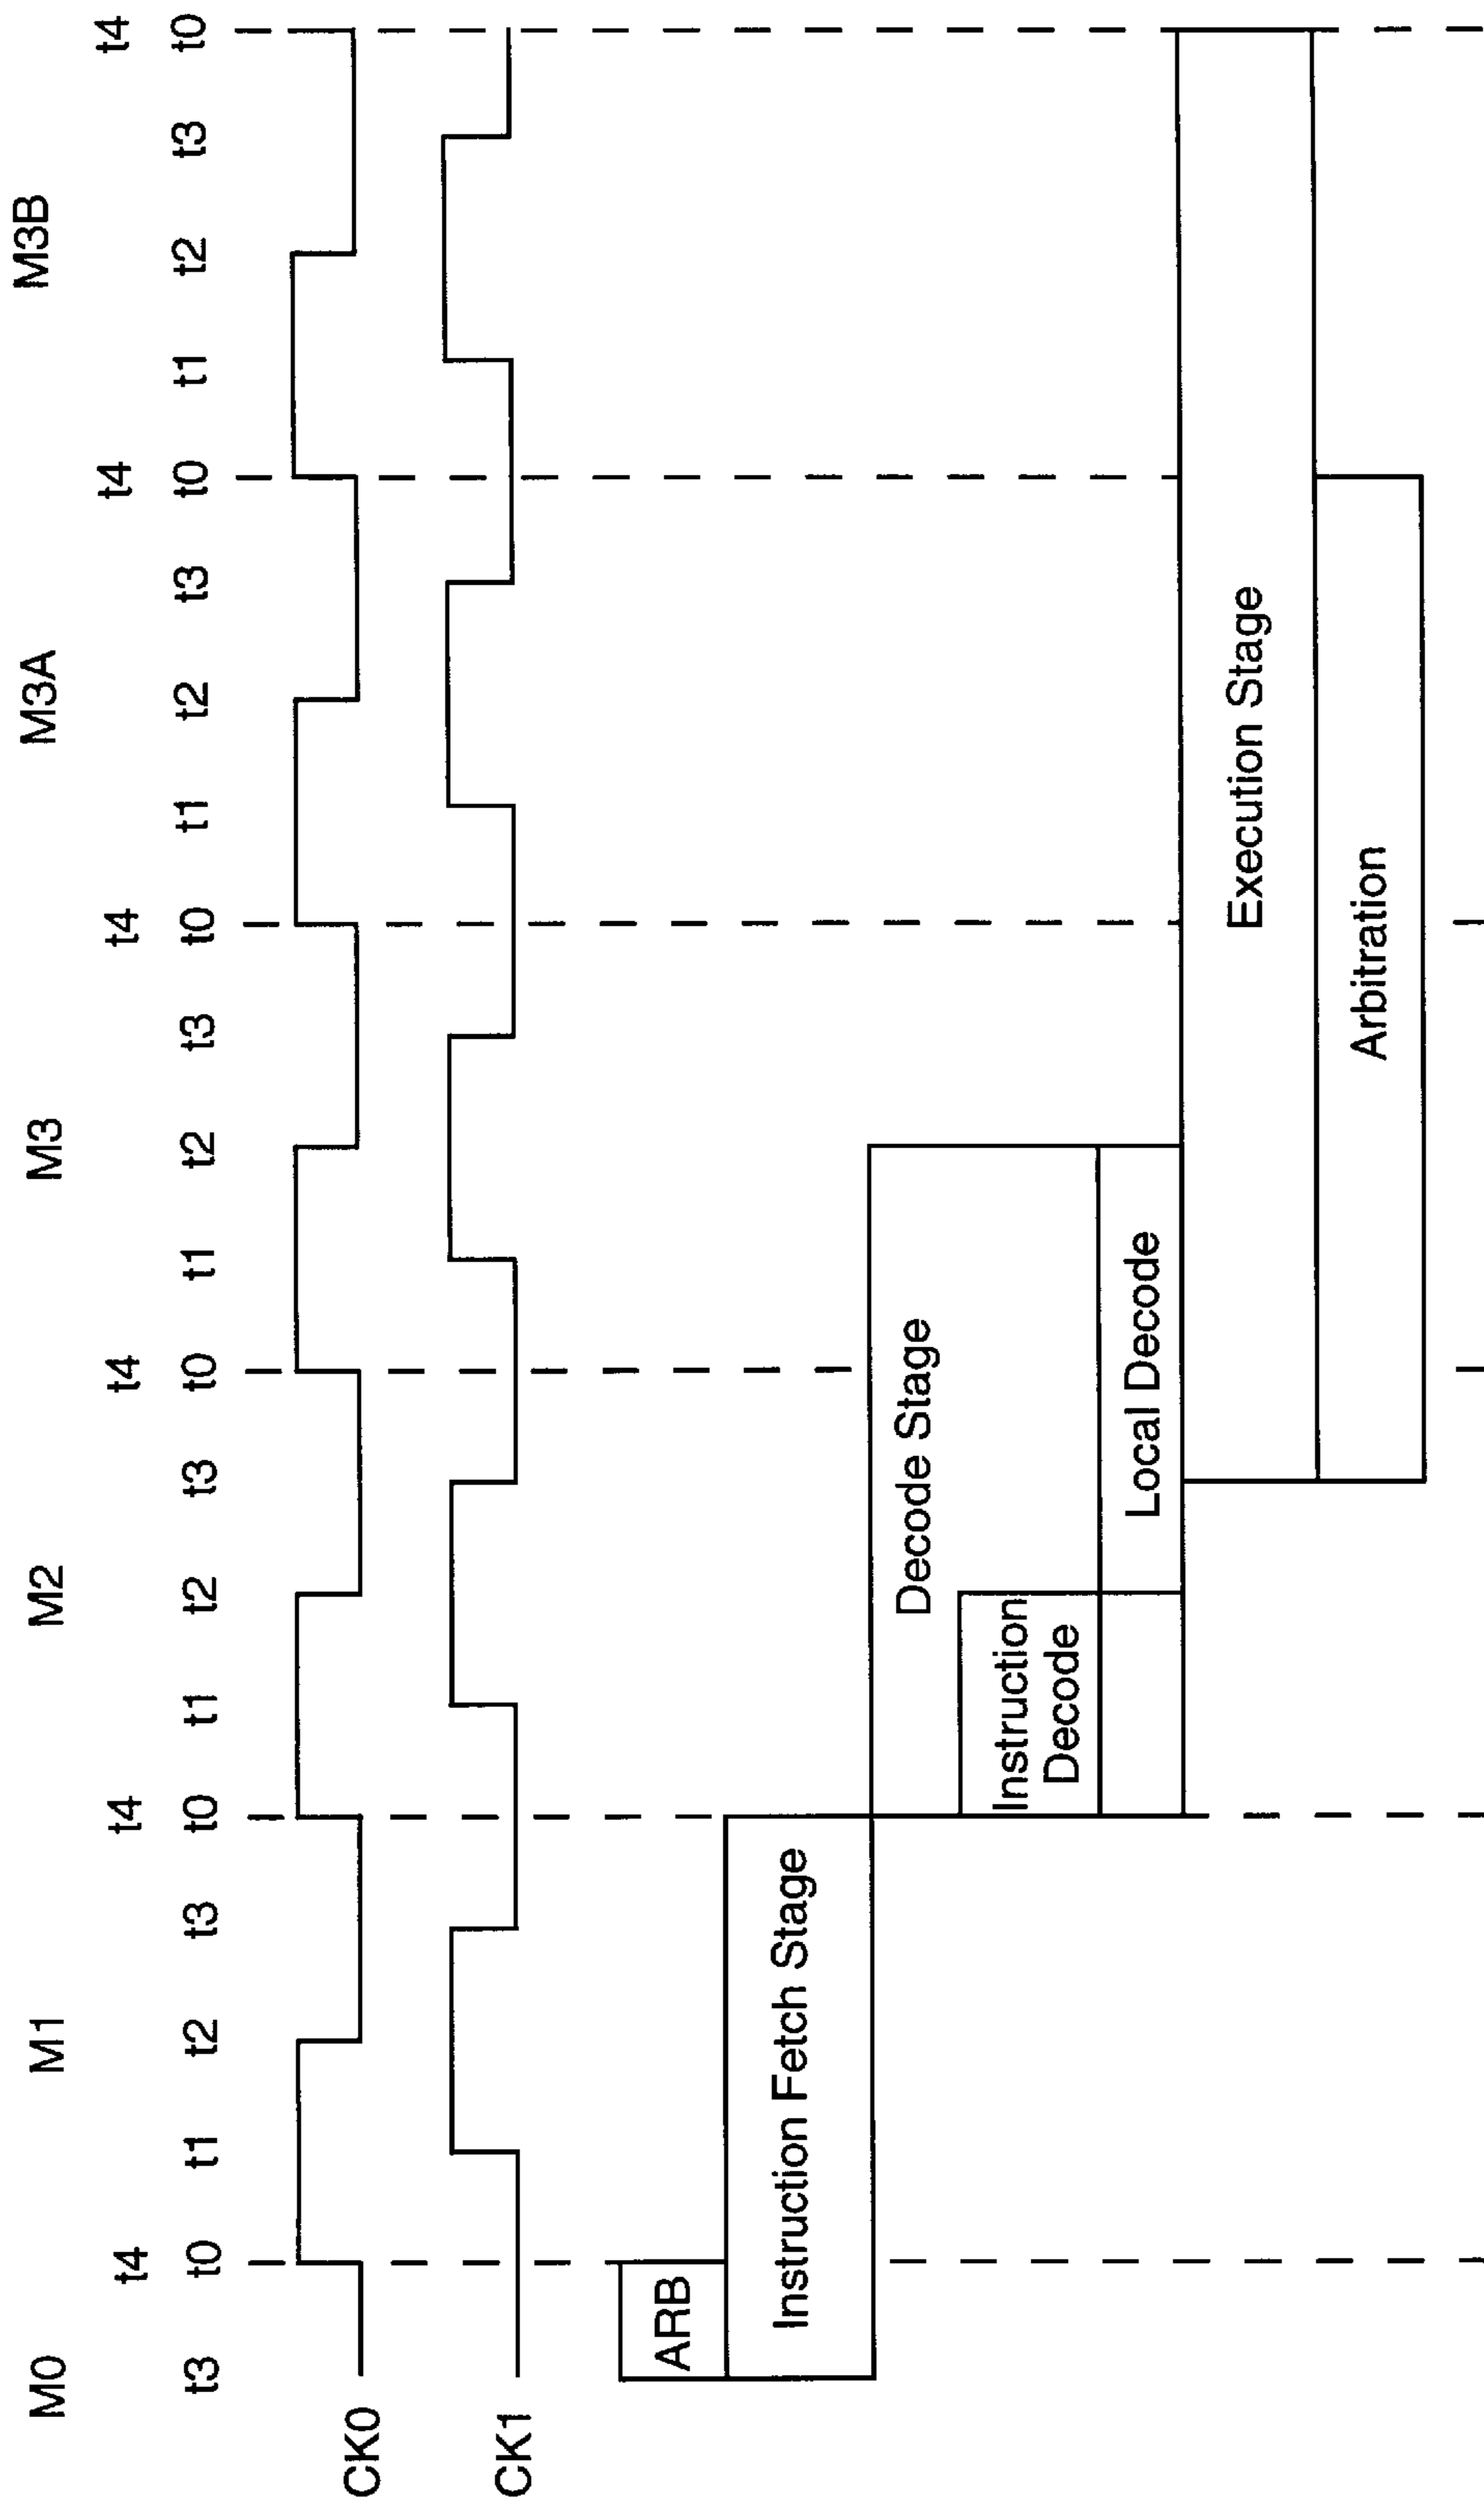 M0 M1 M2 M3 M3A M3B
t4 t4 t4 t4 t4 t4
t3 t0 t1 t2 t3 t0 t1 t2 t3 t0 t1 t2 t3 t0 t1 t2 t3 t0 t1 t2 t3 t0
CK0
CK1
ARB
Instruction Fetch Stage
Decode Stage
Instruction
Decode
Local Decode
Execution Stage
Arbitration